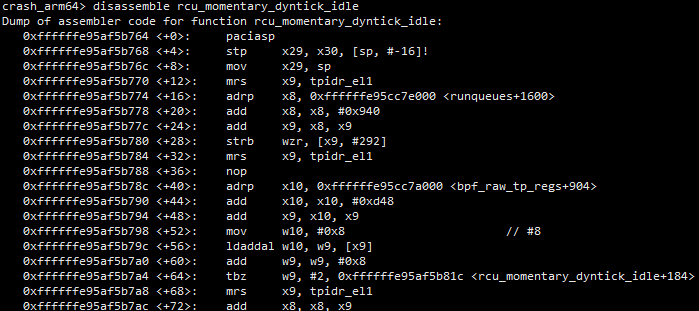 crash_arm64> disassemble rcu_momentary_dyntick_idle
Dump of assembler code for function rcu_momentary_dyntick_idle:
0xffffffe95af5b764 <+0>: paciasp
0xffffffe95af5b768 <+4>: stp x29, x30, [sp, #-16]!
0xffffffe95af5b76c <+8>: mov x29, sp
0xffffffe95af5b770 <+12>: mrs x9, tpidr_el1
0xffffffe95af5b774 <+16>: adrp x8, 0xffffffe95cc7e000 <runqueues+1600>
0xffffffe95af5b778 <+20>: add x8, x8, #0x940
0xffffffe95af5b77c <+24>: add x9, x8, x9
0xffffffe95af5b780 <+28>: strb wzr, [x9, #292]
0xffffffe95af5b784 <+32>: mrs x9, tpidr_el1
0xffffffe95af5b788 <+36>: nop
0xffffffe95af5b78c <+40>: adrp x10, 0xffffffe95cc7a000 <bpf_raw_tp_regs+904>
0xffffffe95af5b790 <+44>: add x10, x10, #0xd48
0xffffffe95af5b794 <+48>: add x9, x10, x9
0xffffffe95af5b798 <+52>: mov w10, #0x8 // #8
0xffffffe95af5b79c <+56>: ldaddal w10, w9, [x9]
0xffffffe95af5b7a0 <+60>: add w9, w9, #0x8
0xffffffe95af5b7a4 <+64>: tbz w9, #2, 0xffffffe95af5b81c <rcu_momentary_dyntick_idle+184>
0xffffffe95af5b7a8 <+68>: mrs x9, tpidr_el1
0xffffffe95af5b7ac <+72>: add x8, x8, x9